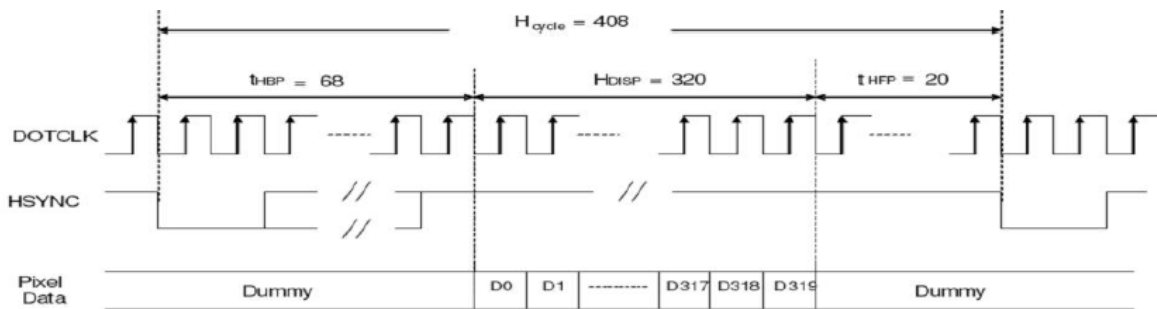 Hcycle = 408
tHBP = 68
HDISP = 320
tHFP = 20
DOTCLK
HSYNC
Pixel Data
Dummy
D0
D1
D317
D318
D319
Dummy